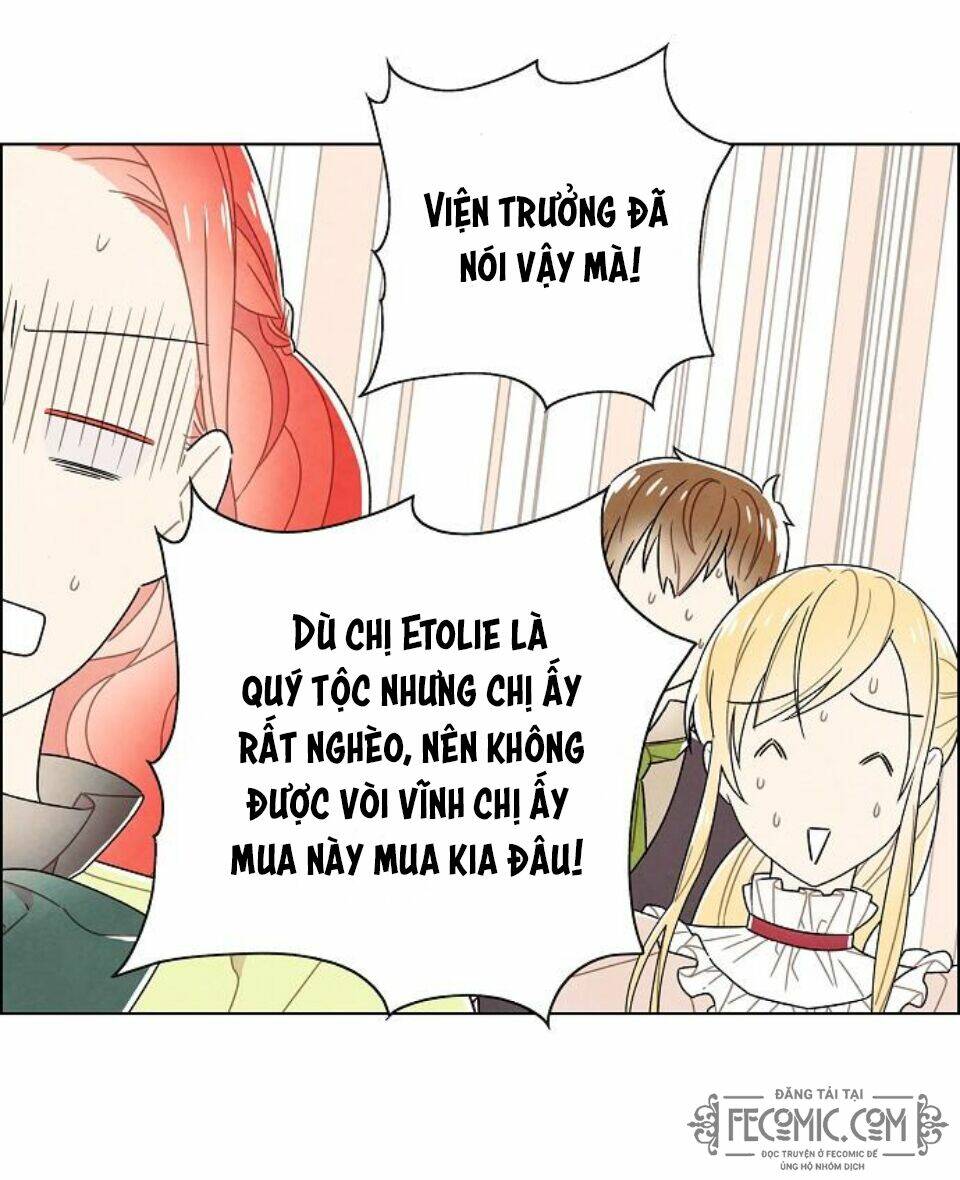 VIỆN TRƯỞNG ĐÃ
NÓI VẬY MÀ!
DÙ CHỊ ETOLIE LÀ
QUÝ TỘC NHƯNG CHỊ ẤY
RẤT NGHÈO, NÊN KHÔNG
ĐƯỢC VÒI VĨNH CHỊ ẤY
MUA NÀY MUA KIA ĐÂU!
ĐĂNG TẢI TẠI
FECOMIC.COM
ĐỌC TRUYỆN Ở FECOMIC ĐỂ
ỦNG HỘ NHÓM DỊCH